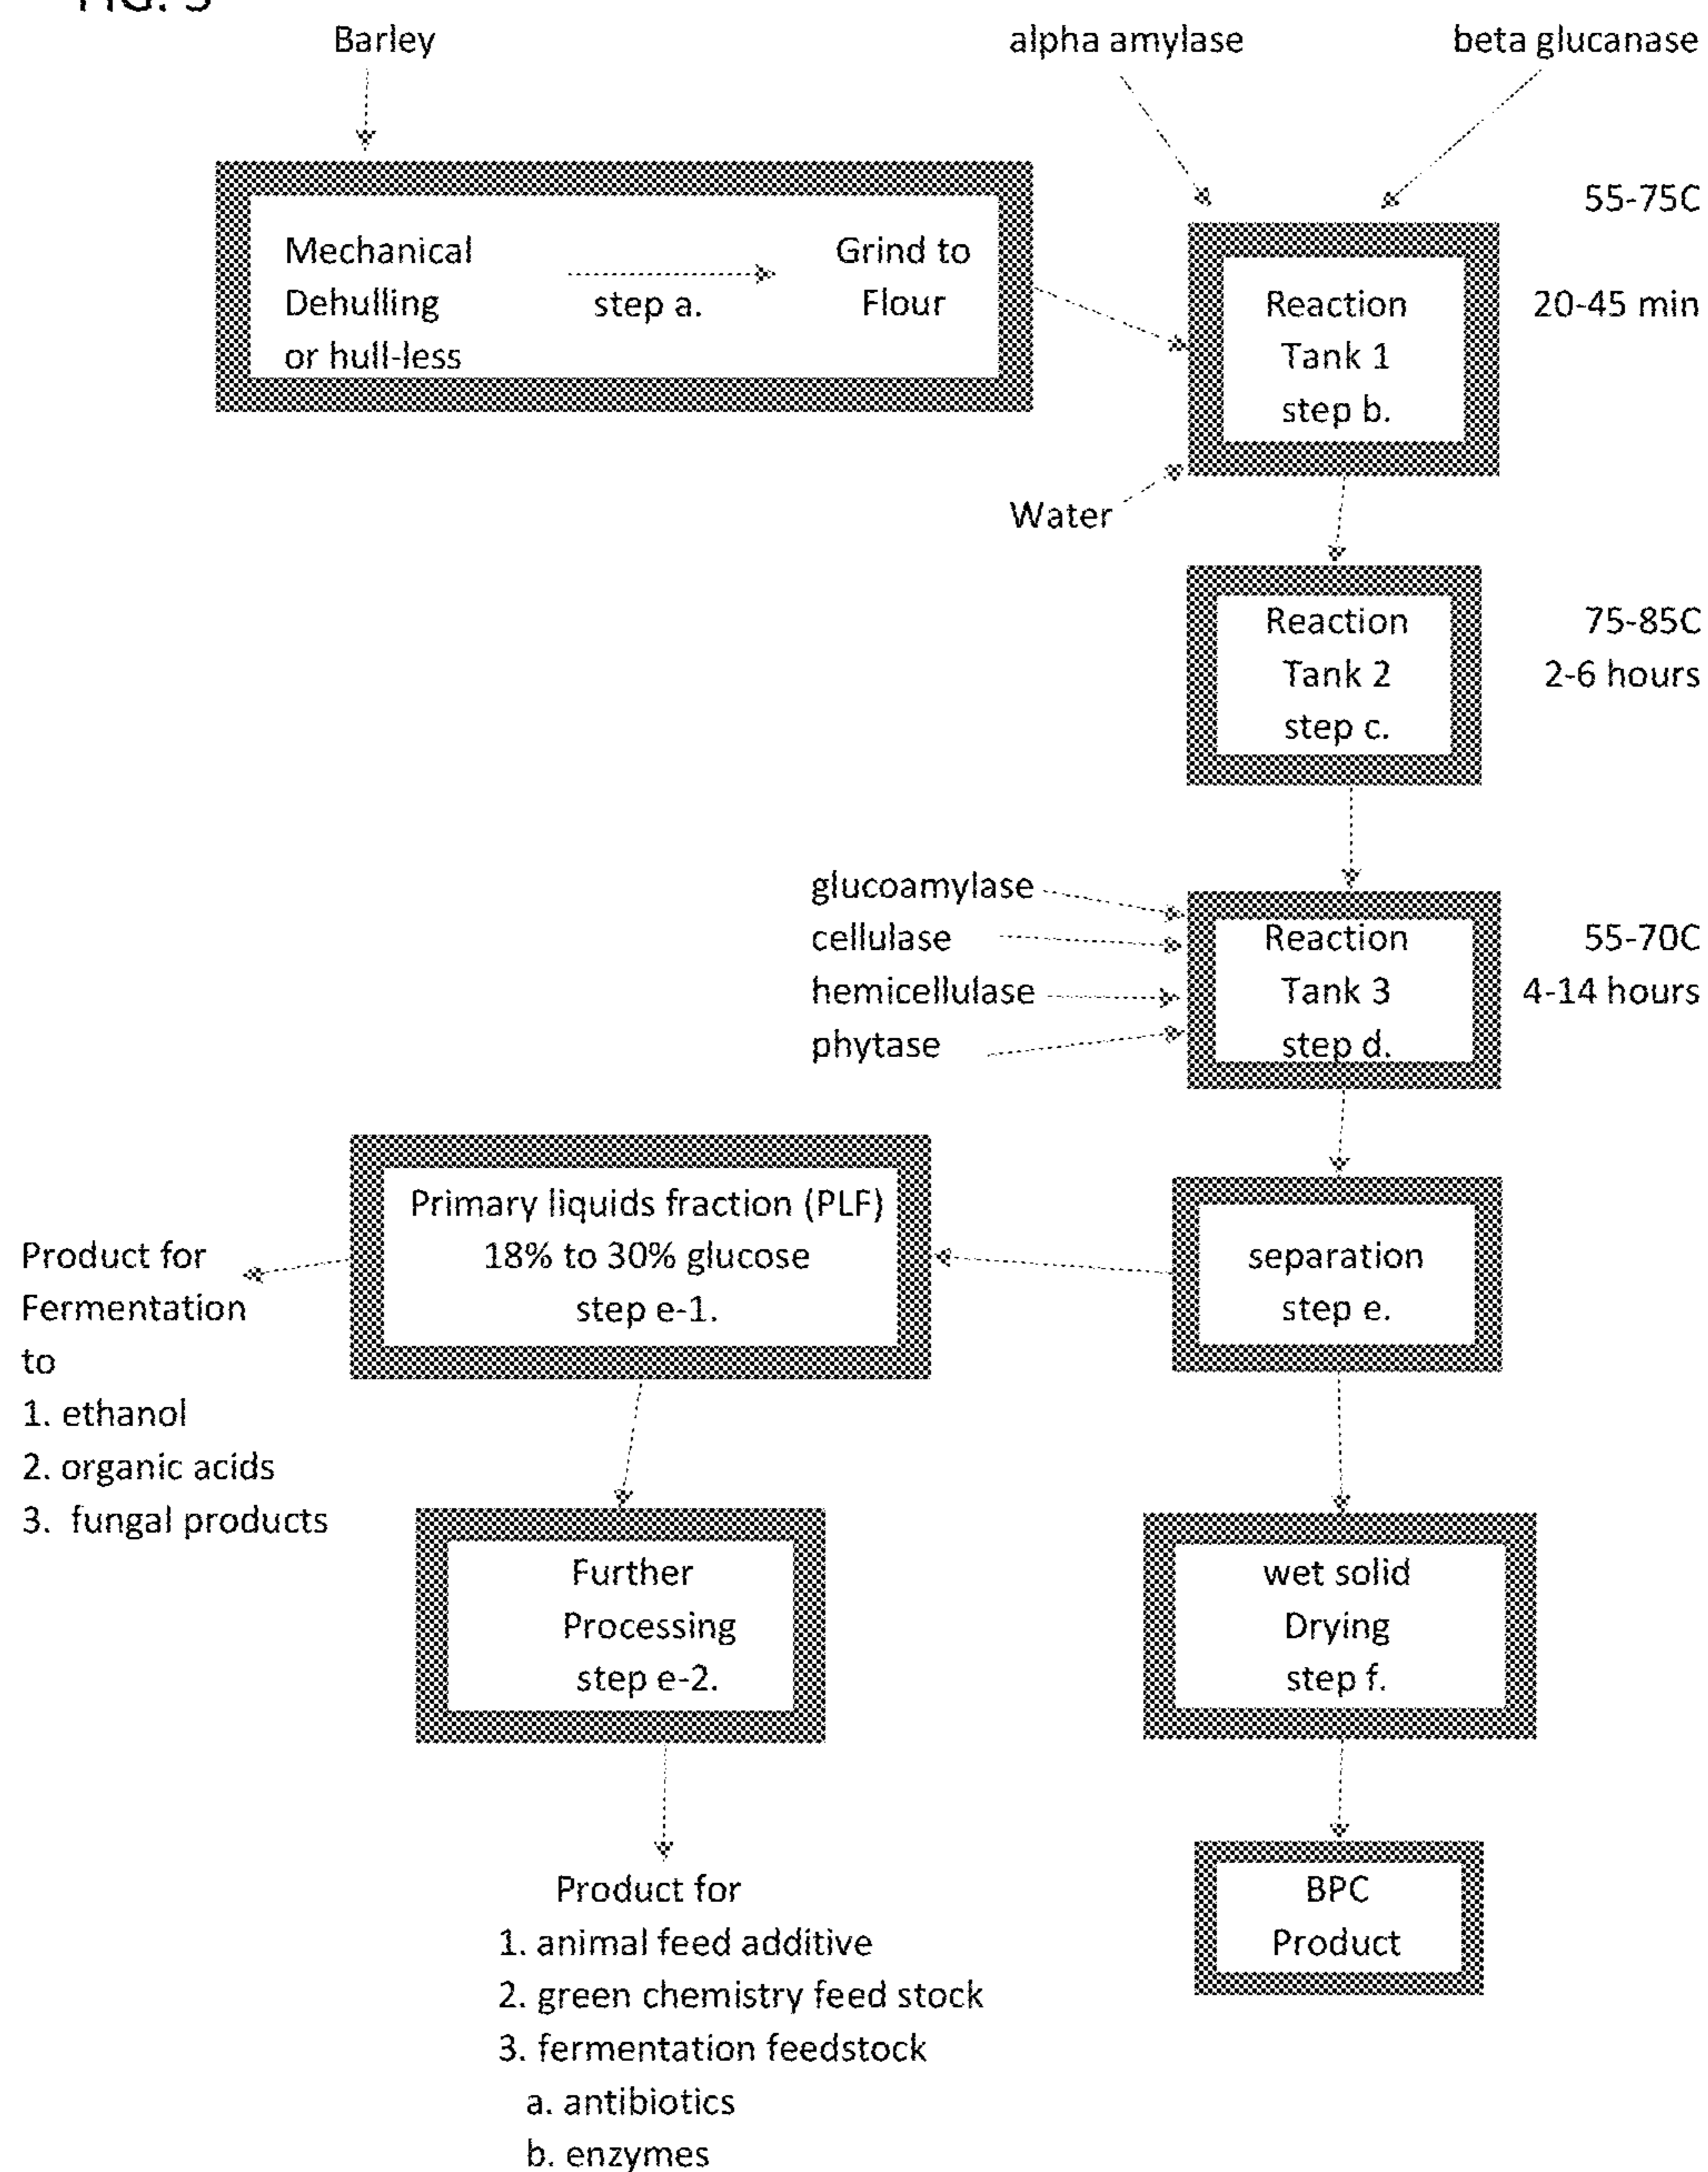 FIG. 3
Barley
alpha amylase
beta glucanase
Mechanical
Dehulling
or hull-less
step a.
Grind to
Flour
Reaction
Tank 1
step b.
55-75C
20-45 min
Water
Reaction
Tank 2
step c.
75-85C
2-6 hours
glucoamylase
cellulase
hemicellulase
phytase
Reaction
Tank 3
step d.
55-70C
4-14 hours
separation
step e.
Primary liquids fraction (PLF)
18% to 30% glucose
step e-1.
Product for
Fermentation
to
1. ethanol
2. organic acids
3. fungal products
Further
Processing
step e-2.
wet solid
Drying
step f.
Product for
1. animal feed additive
2. green chemistry feed stock
3. fermentation feedstock
a. antibiotics
b. enzymes
BPC
Product